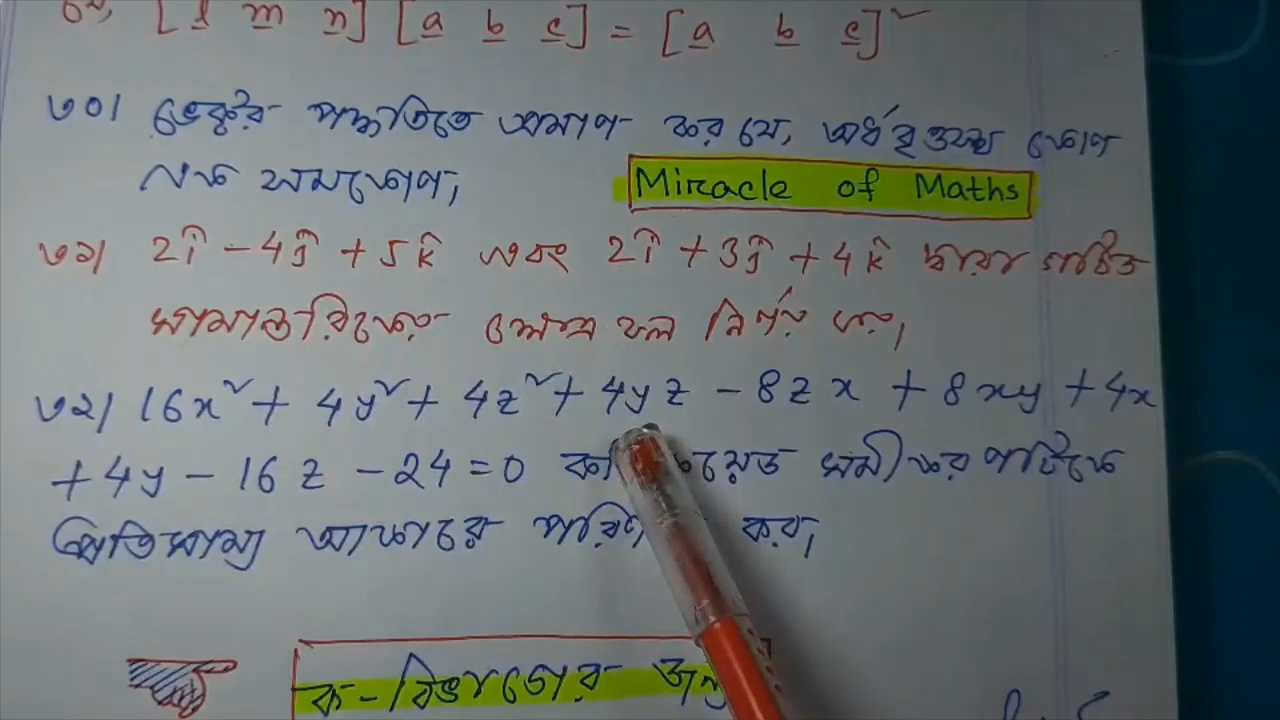 [a b c] = [a b c]²
৩০। ভেক্টর পদ্ধতিতে প্রমাণ কর যে, অর্ধবৃত্তস্থ কোণ
এক সমকোণ।
Miracle of Maths
৩১। 2î - 4ĵ + 5k̂ এবং 2î + 3ĵ + 4k̂ দ্বারা গঠিত
সামান্তরিকের ক্ষেত্রফল নির্ণয় কর।
৩২। 16x² + 4y² + 4z² + 4yz - 8zx + 8xy + 4x
+ 4y - 16z - 24 = 0 সমীকরণটিকে
প্রতিসাম্য আকারে কর।
ক-বিভাগের